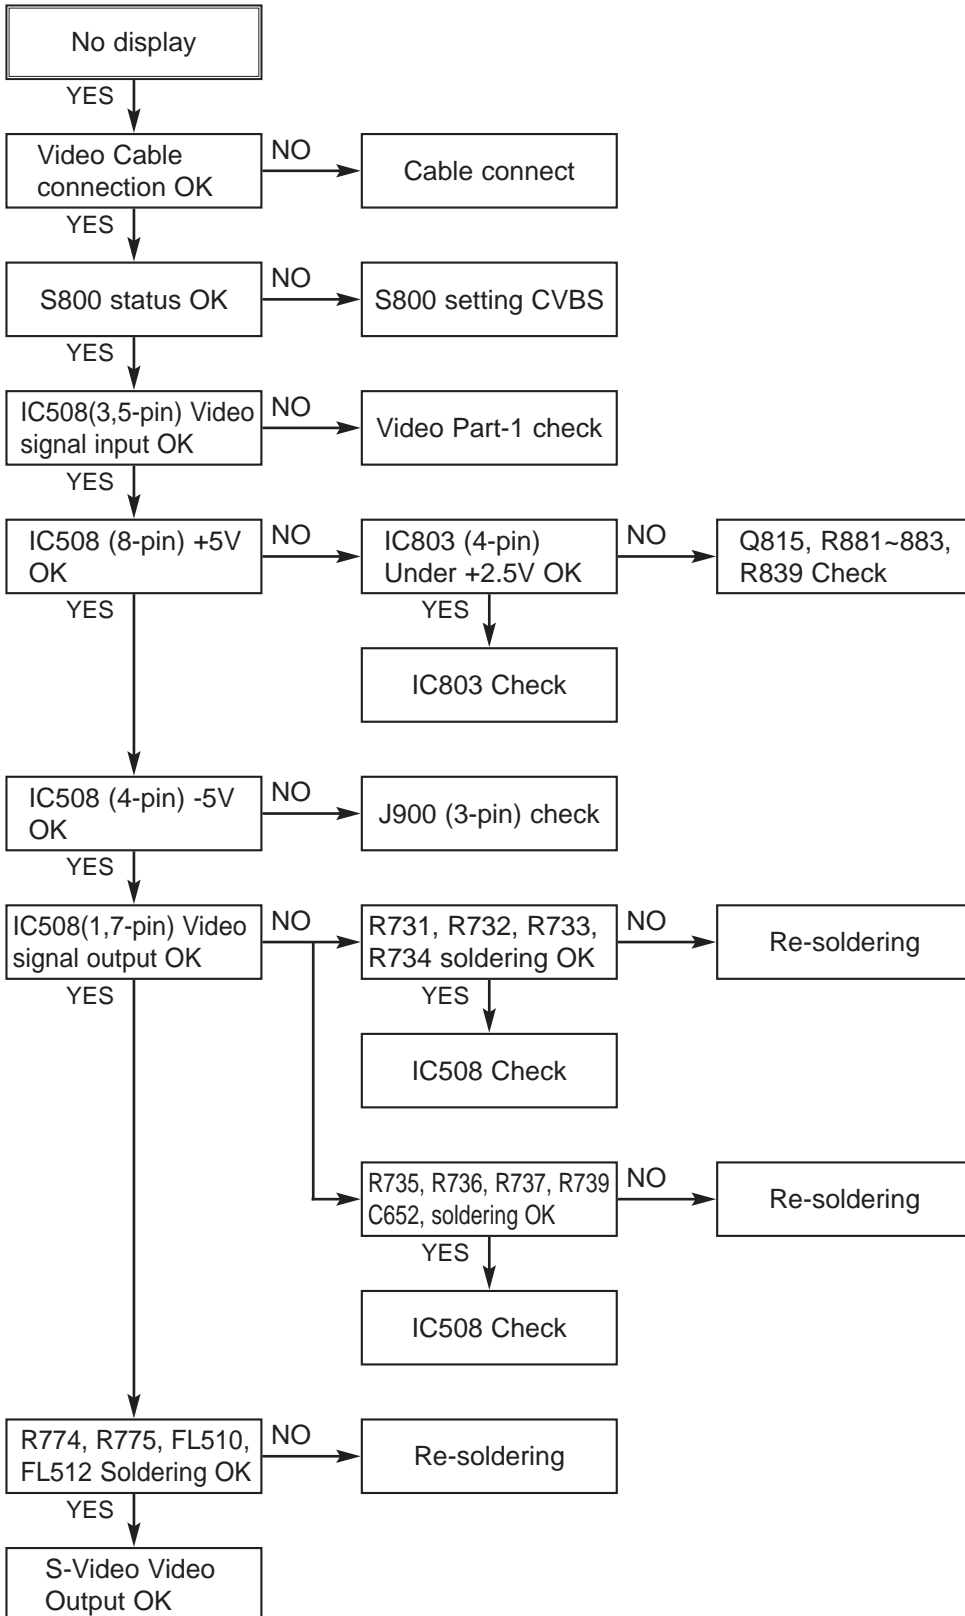 No display
YES
Video Cable
connection OK
NO
Cable connect
YES
S800 status OK
NO
S800 setting CVBS
YES
IC508(3,5-pin) Video
signal input OK
NO
Video Part-1 check
YES
IC508 (8-pin) +5V
OK
NO
IC803 (4-pin)
Under +2.5V OK
NO
Q815, R881~883,
R839 Check
YES
YES
IC803 Check
IC508 (4-pin) -5V
OK
NO
J900 (3-pin) check
YES
IC508(1,7-pin) Video
signal output OK
NO
R731, R732, R733,
R734 soldering OK
NO
Re-soldering
YES
YES
IC508 Check
R735, R736, R737, R739
C652, soldering OK
NO
Re-soldering
YES
IC508 Check
R774, R775, FL510,
FL512 Soldering OK
NO
Re-soldering
YES
S-Video Video
Output OK